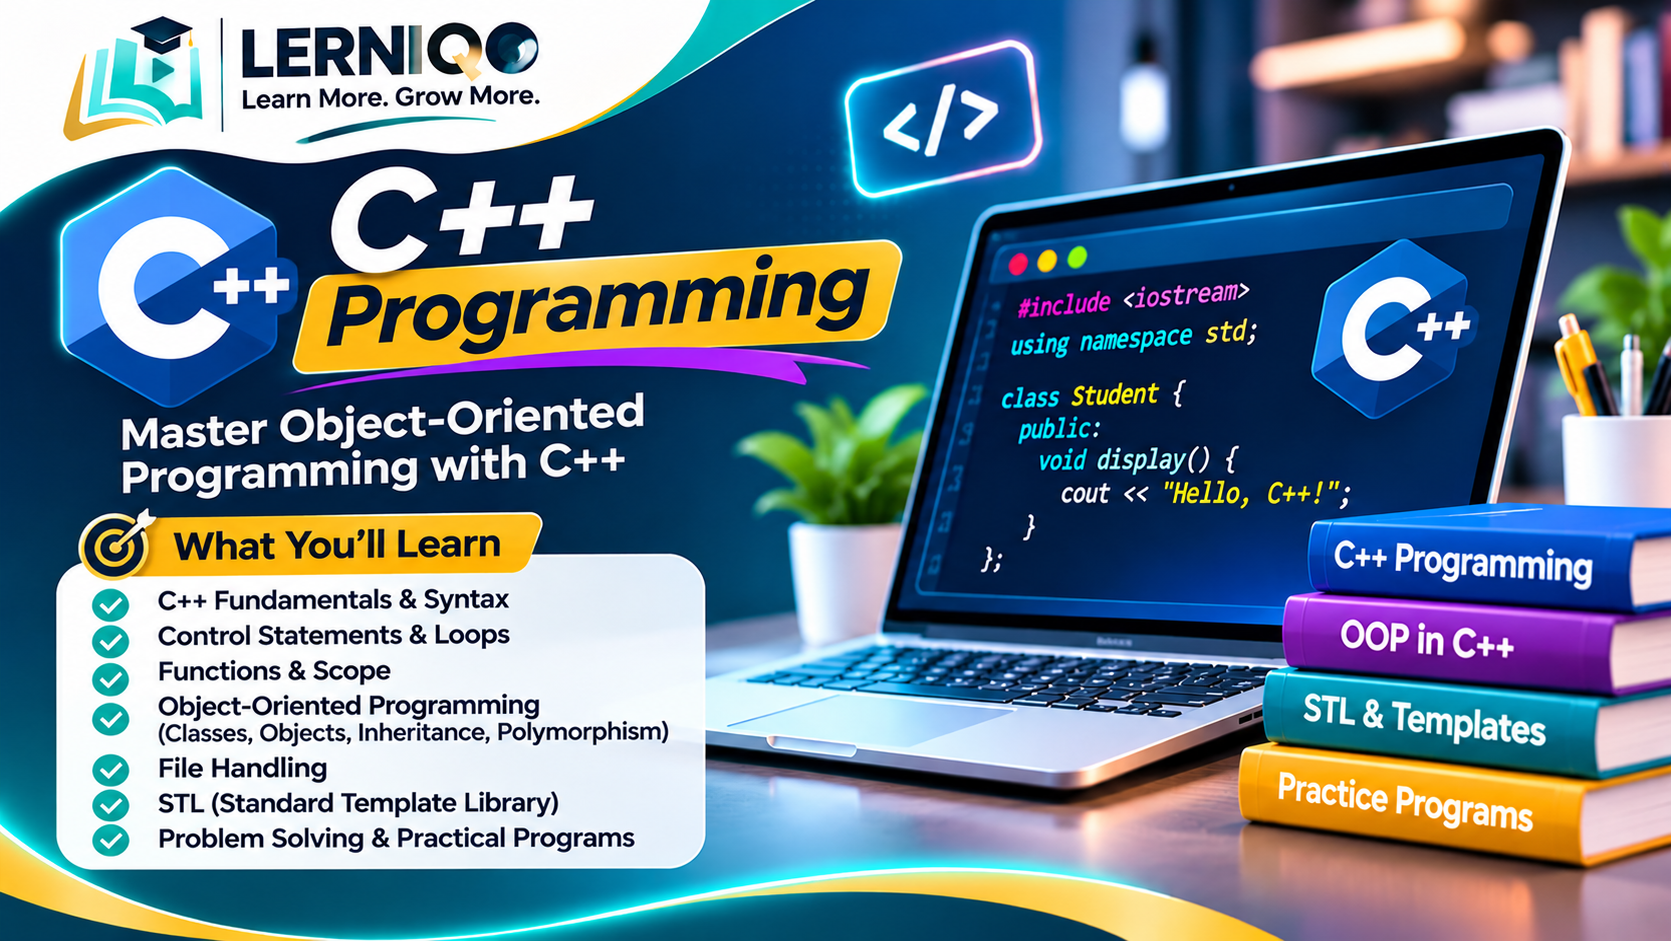 LERNIQO
Learn More. Grow More.
C++
C++
Programming
Master Object-Oriented
Programming with C++
What You'll Learn
C++ Fundamentals & Syntax
Control Statements & Loops
Functions & Scope
Object-Oriented Programming
(Classes, Objects, Inheritance, Polymorphism)
File Handling
STL (Standard Template Library)
Problem Solving & Practical Programs
</>
#include <iostream>
using namespace std;
class Student {
public:
void display() {
cout << "Hello, C++!";
}
};
C++
C++ Programming
OOP in C++
STL & Templates
Practice Programs